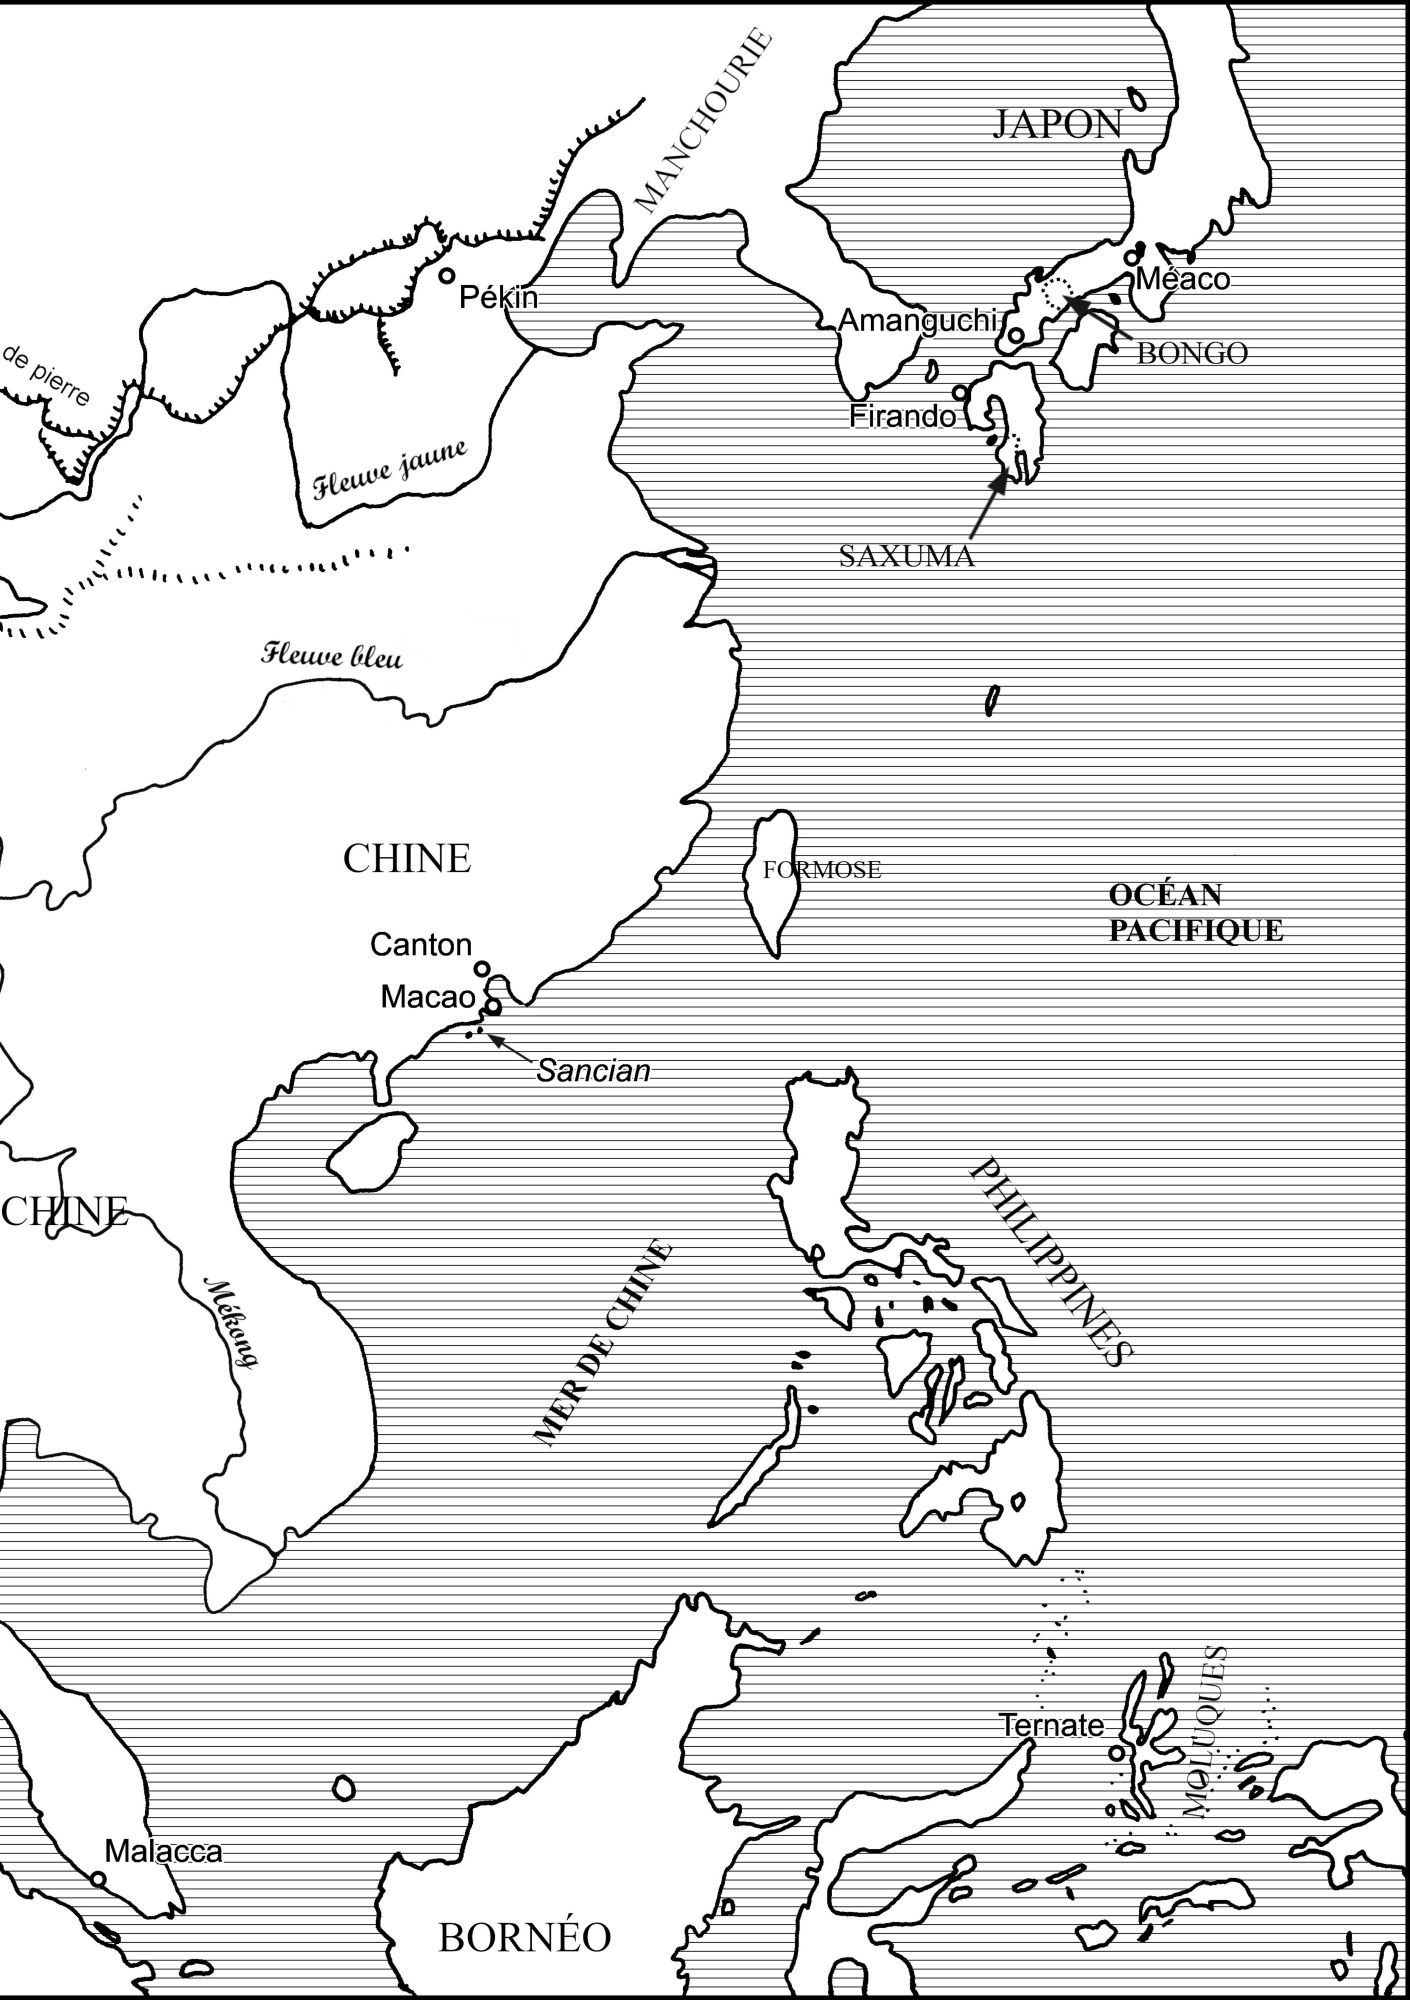 MANCHOURIE
JAPON
Pékin
Méaco
Amanguchi
BONGO
de pierre
Firando
Fleuve jaune
SAXUMA
Fleuve bleu
CHINE
FORMOSE
OCÉAN
PACIFIQUE
Canton
Macao
Sancian
CHINE
PHILIPPINES
MER DE CHINE
Mékong
MOLUQUES
Ternate
Malacca
BORNÉO